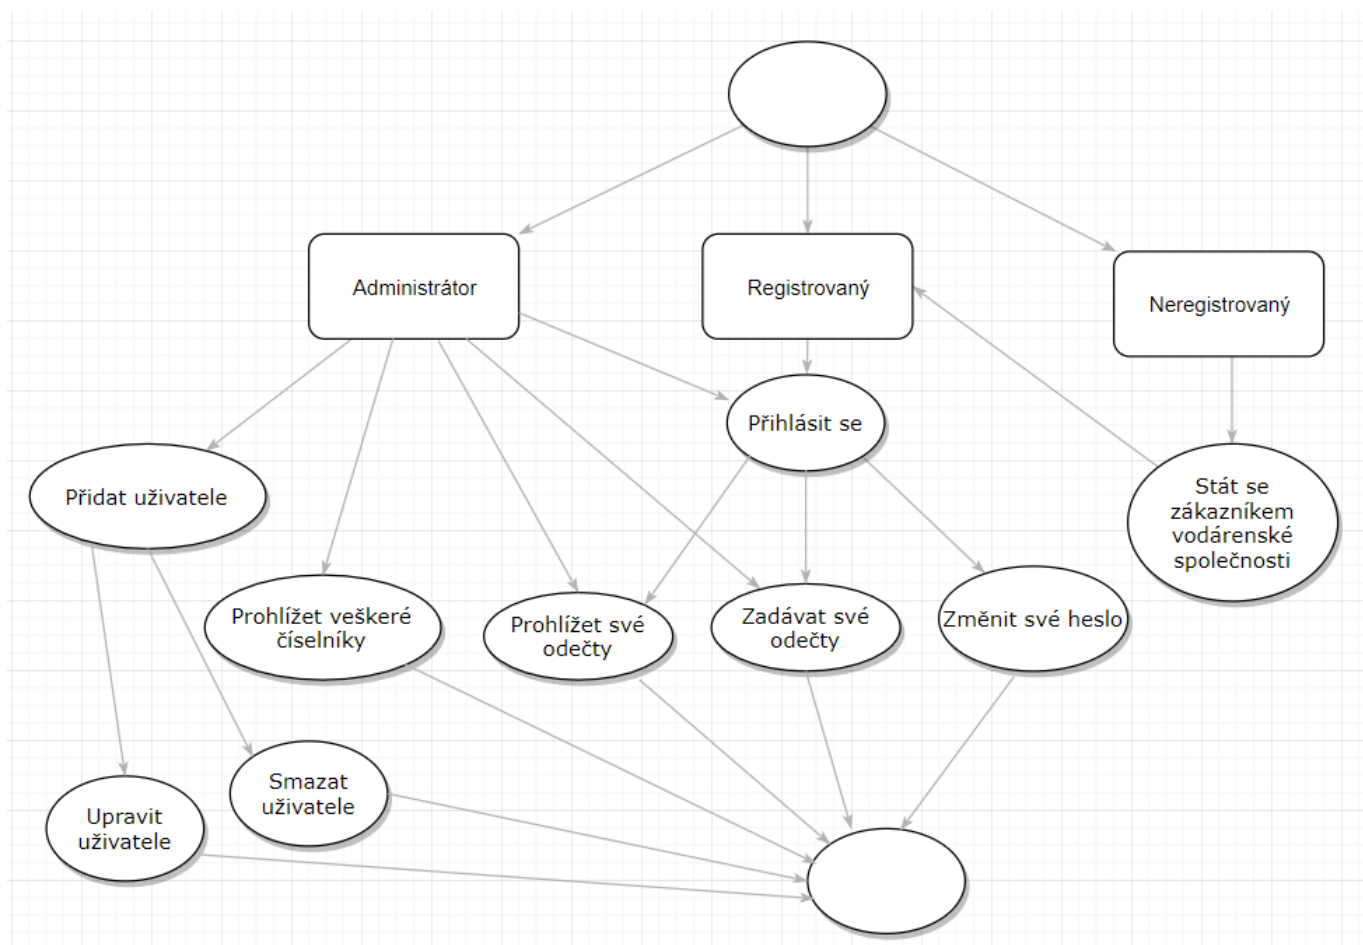 Administrátor
Registrovaný
Neregistrovaný
Přihlásit se
Přidat uživatele
Stát se
zákazníkem
vodárenské
společnosti
Prohlížet veškeré
číselníky
Prohlížet své
odečty
Zadávat své
odečty
Změnit své heslo
Smazat
uživatele
Upravit
uživatele